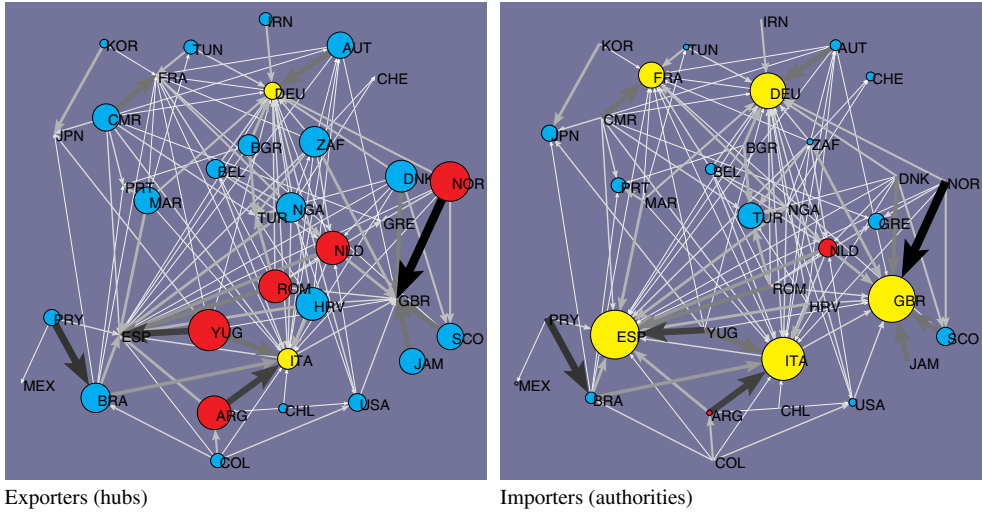 IRN
KOR
TUN
AUT
FRA
CHE
DEU
CMR
JPN
BGR
ZAF
BEL
DNK
NOR
PRT
MAR
NGA
TUR
GRE
NLD
ROM
HRV
GBR
PRY
ESP
YUG
SCO
ITA
JAM
MEX
BRA
ARG
CHL
USA
COL
Exporters (hubs)
IRN
KOR
TUN
AUT
FRA
CHE
DEU
CMR
JPN
BGR
ZAF
BEL
DNK
NOR
PRT
MAR
NGA
TUR
GRE
NLD
ROM
HRV
GBR
PRY
ESP
YUG
SCO
ITA
JAM
MEX
BRA
ARG
CHL
USA
COL
Importers (authorities)